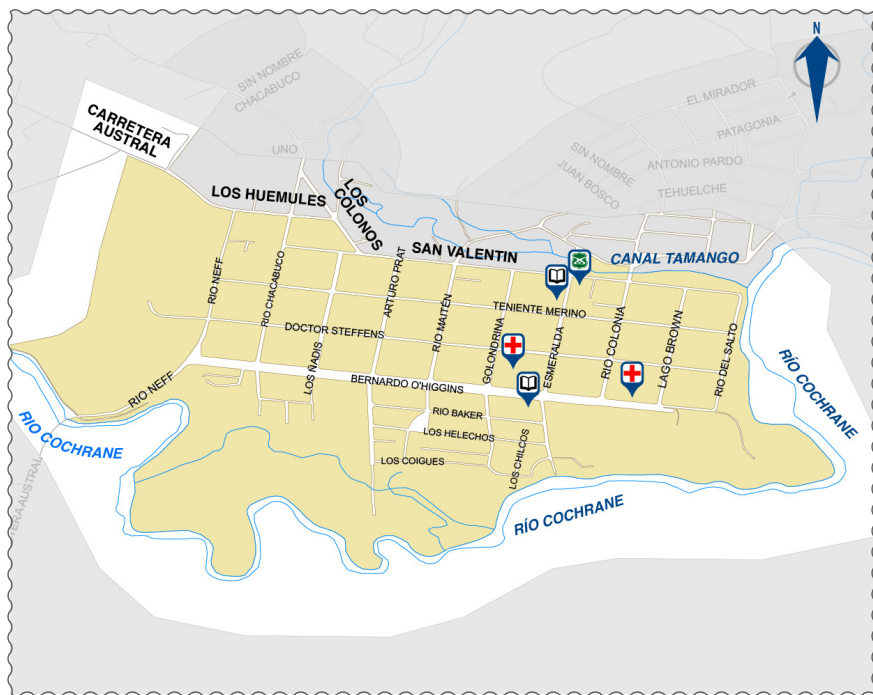 N
SIN NOMBRE
CHACABUCO
EL MIRADOR
PATAGONIA
CARRETERA
AUSTRAL
UNO
SIN NOMBRE
JUAN BOSCO
ANTONIO PARDO
TEHUELCHE
LOS HUEMULES
LOS
COLONOS
SAN VALENTIN
CANAL TAMANGO
RIO NEFF
RIO CHACABUCO
ARTURO PRAT
RIO MAITÉN
TENIENTE MERINO
DOCTOR STEFFENS
GOLONDRINA
ESMERALDA
RIO COLONIA
LAGO BROWN
RIO DEL SALTO
RÍO COCHRANE
LOS ÑADIS
BERNARDO O'HIGGINS
RIO NEFF
RIO BAKER
LOS HELECHOS
LOS COIGUES
LOS CHILCOS
RÍO COCHRANE
RÍO COCHRANE
TERA AUSTRAL